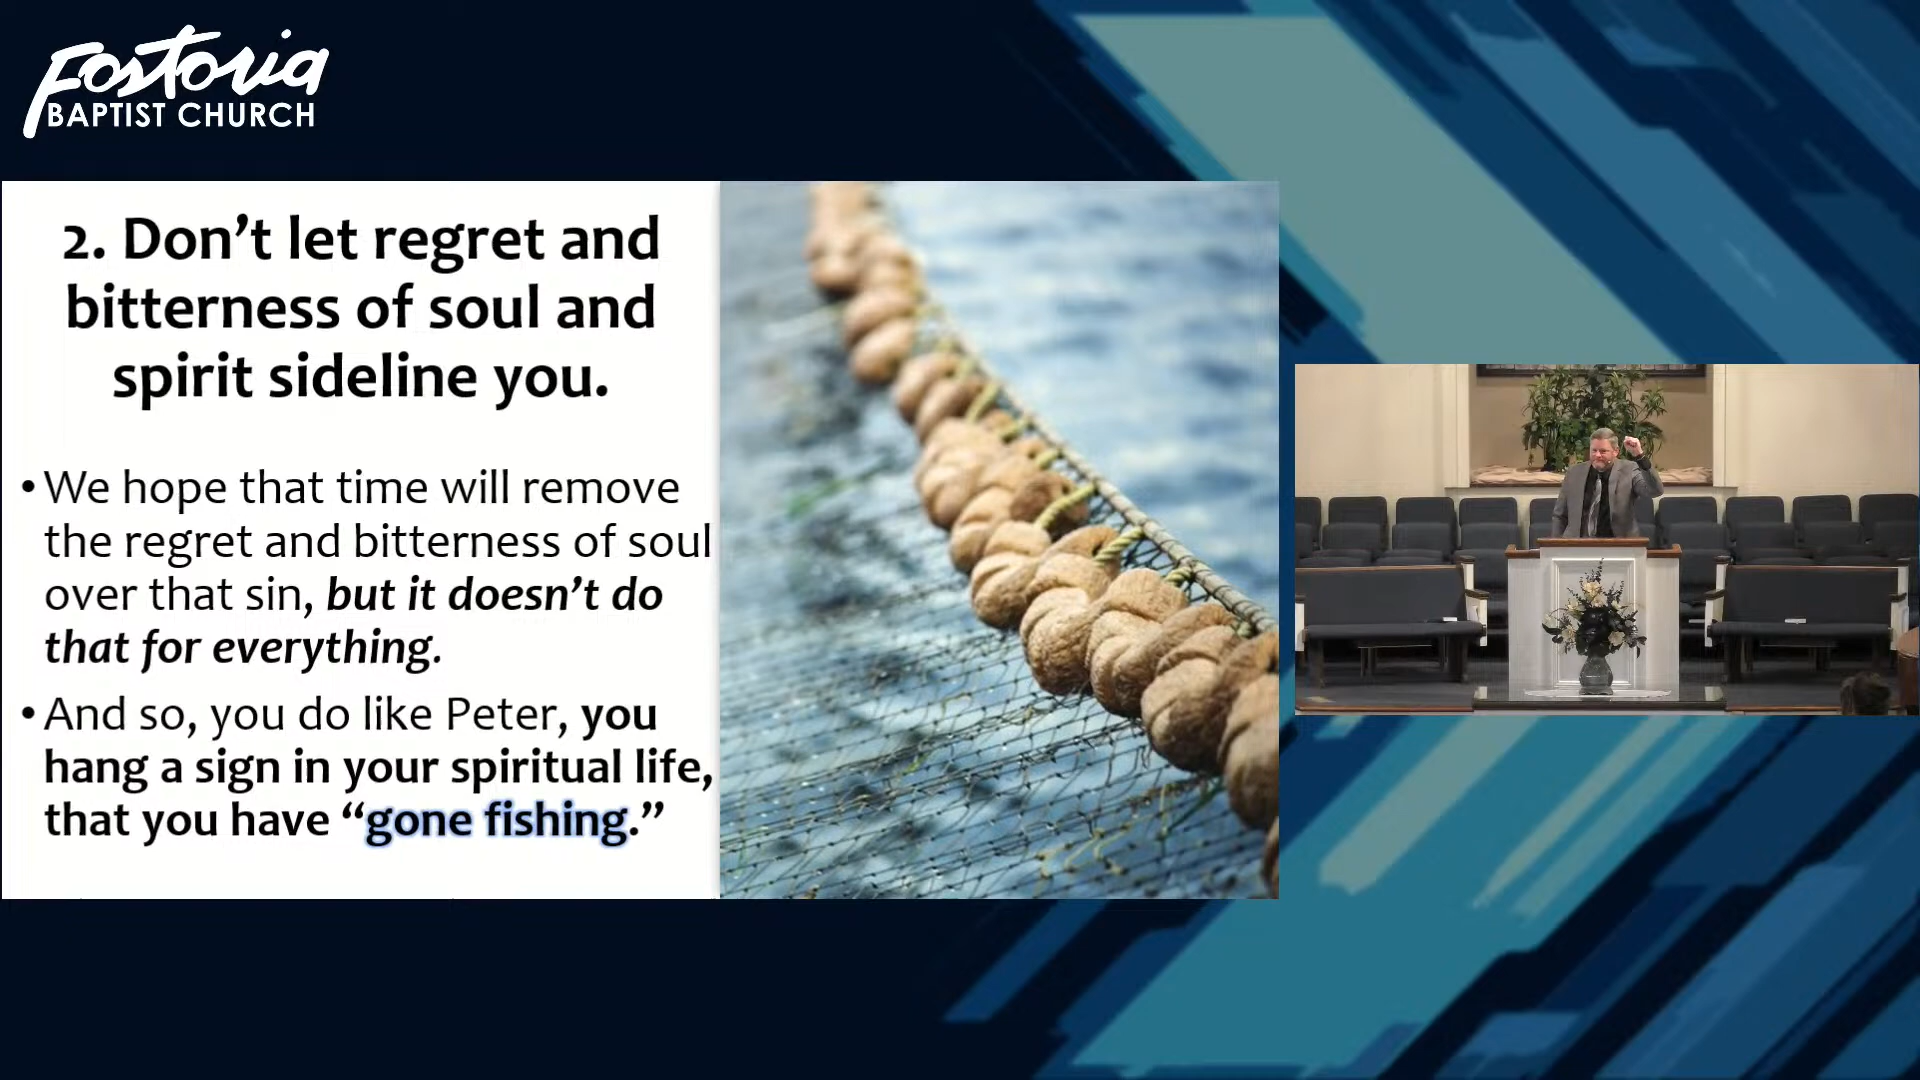 Fostoria
BAPTIST CHURCH
2. Don’t let regret and
bitterness of soul and
spirit sideline you.
• We hope that time will remove
the regret and bitterness of soul
over that sin, but it doesn’t do
that for everything.
• And so, you do like Peter, you
hang a sign in your spiritual life,
that you have “gone fishing.”